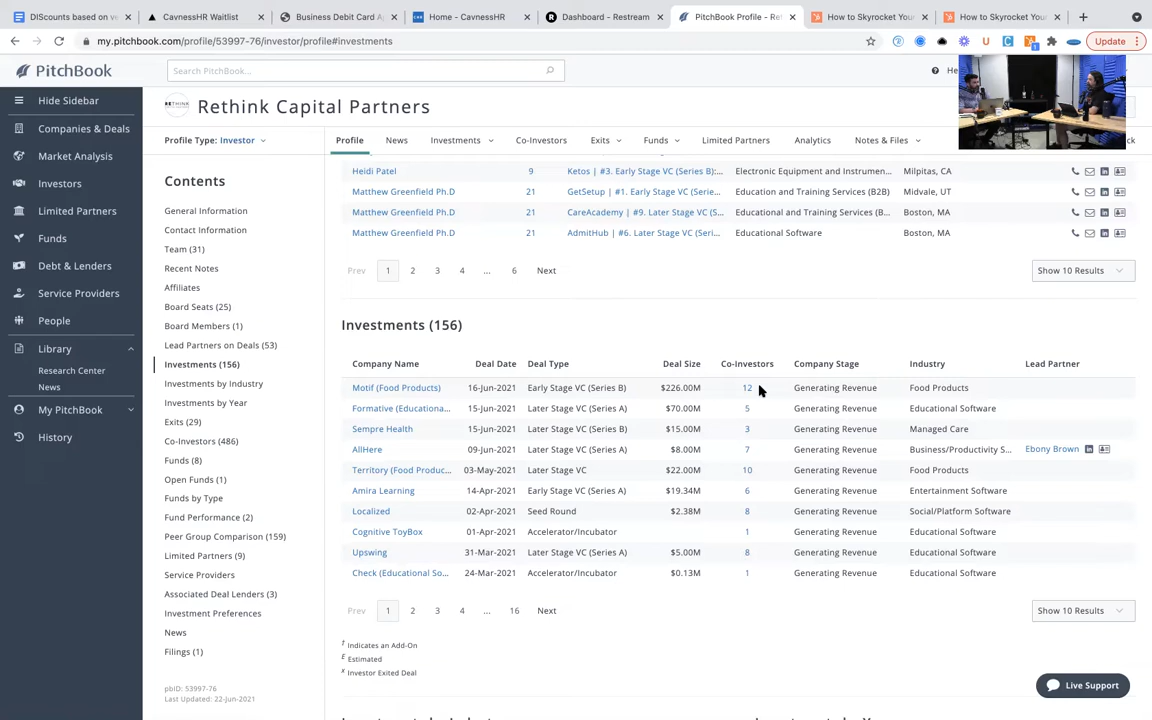 DIScounts based on ve
CavnessHR Waitlist
Business Debit Card A
Home - CavnessHR
Dashboard - Restream
PitchBook Profile - Ret
How to Skyrocket Your
How to Skyrocket Your
my.pitchbook.com/profile/53997-76/investor/profile#investments
Update
PitchBook
Search PitchBook...
He
Hide Sidebar
Companies & Deals
Market Analysis
Investors
Limited Partners
Funds
Debt & Lenders
Service Providers
People
Library
Research Center
News
My PitchBook
History
RETHINK
Rethink Capital Partners
Profile Type: Investor
Profile
News
Investments
Co-Investors
Exits
Funds
Limited Partners
Analytics
Notes & Files
ck
Contents
General Information
Contact Information
Team (31)
Recent Notes
Affiliates
Board Seats (25)
Board Members (1)
Lead Partners on Deals (53)
Investments (156)
Investments by Industry
Investments by Year
Exits (29)
Co-Investors (486)
Funds (8)
Open Funds (1)
Funds by Type
Fund Performance (2)
Peer Group Comparison (159)
Limited Partners (9)
Service Providers
Associated Deal Lenders (3)
Investment Preferences
News
Filings (1)
pbID: 53997-76
Last Updated: 22-Jun-2021
Heidi Patel 9 Ketos | #3. Early Stage VC (Series B):... Electronic Equipment and Instrumen... Milpitas, CA
Matthew Greenfield Ph.D 21 GetSetup | #1. Early Stage VC (Serie... Education and Training Services (B2B) Midvale, UT
Matthew Greenfield Ph.D 21 CareAcademy | #9. Later Stage VC (S... Educational and Training Services (B... Boston, MA
Matthew Greenfield Ph.D 21 AdmitHub | #6. Later Stage VC (Seri... Educational Software Boston, MA
Prev 1 2 3 4 ... 6 Next Show 10 Results
Investments (156)
Company Name Deal Date Deal Type Deal Size Co-Investors Company Stage Industry Lead Partner
Motif (Food Products) 16-Jun-2021 Early Stage VC (Series B) $226.00M 12 Generating Revenue Food Products
Formative (Educationa... 15-Jun-2021 Later Stage VC (Series A) $70.00M 5 Generating Revenue Educational Software
Sempre Health 15-Jun-2021 Later Stage VC (Series B) $15.00M 3 Generating Revenue Managed Care
AllHere 09-Jun-2021 Later Stage VC (Series A) $8.00M 7 Generating Revenue Business/Productivity S... Ebony Brown
Territory (Food Produc... 03-May-2021 Later Stage VC $22.00M 10 Generating Revenue Food Products
Amira Learning 14-Apr-2021 Early Stage VC (Series A) $19.34M 6 Generating Revenue Entertainment Software
Localized 02-Apr-2021 Seed Round $2.38M 8 Generating Revenue Social/Platform Software
Cognitive ToyBox 01-Apr-2021 Accelerator/Incubator 1 Generating Revenue Educational Software
Upswing 31-Mar-2021 Later Stage VC (Series A) $5.00M 8 Generating Revenue Educational Software
Check (Educational So... 24-Mar-2021 Accelerator/Incubator $0.13M 1 Generating Revenue Educational Software
Prev 1 2 3 4 ... 16 Next Show 10 Results
† Indicates an Add-On
E Estimated
x Investor Exited Deal
Live Support